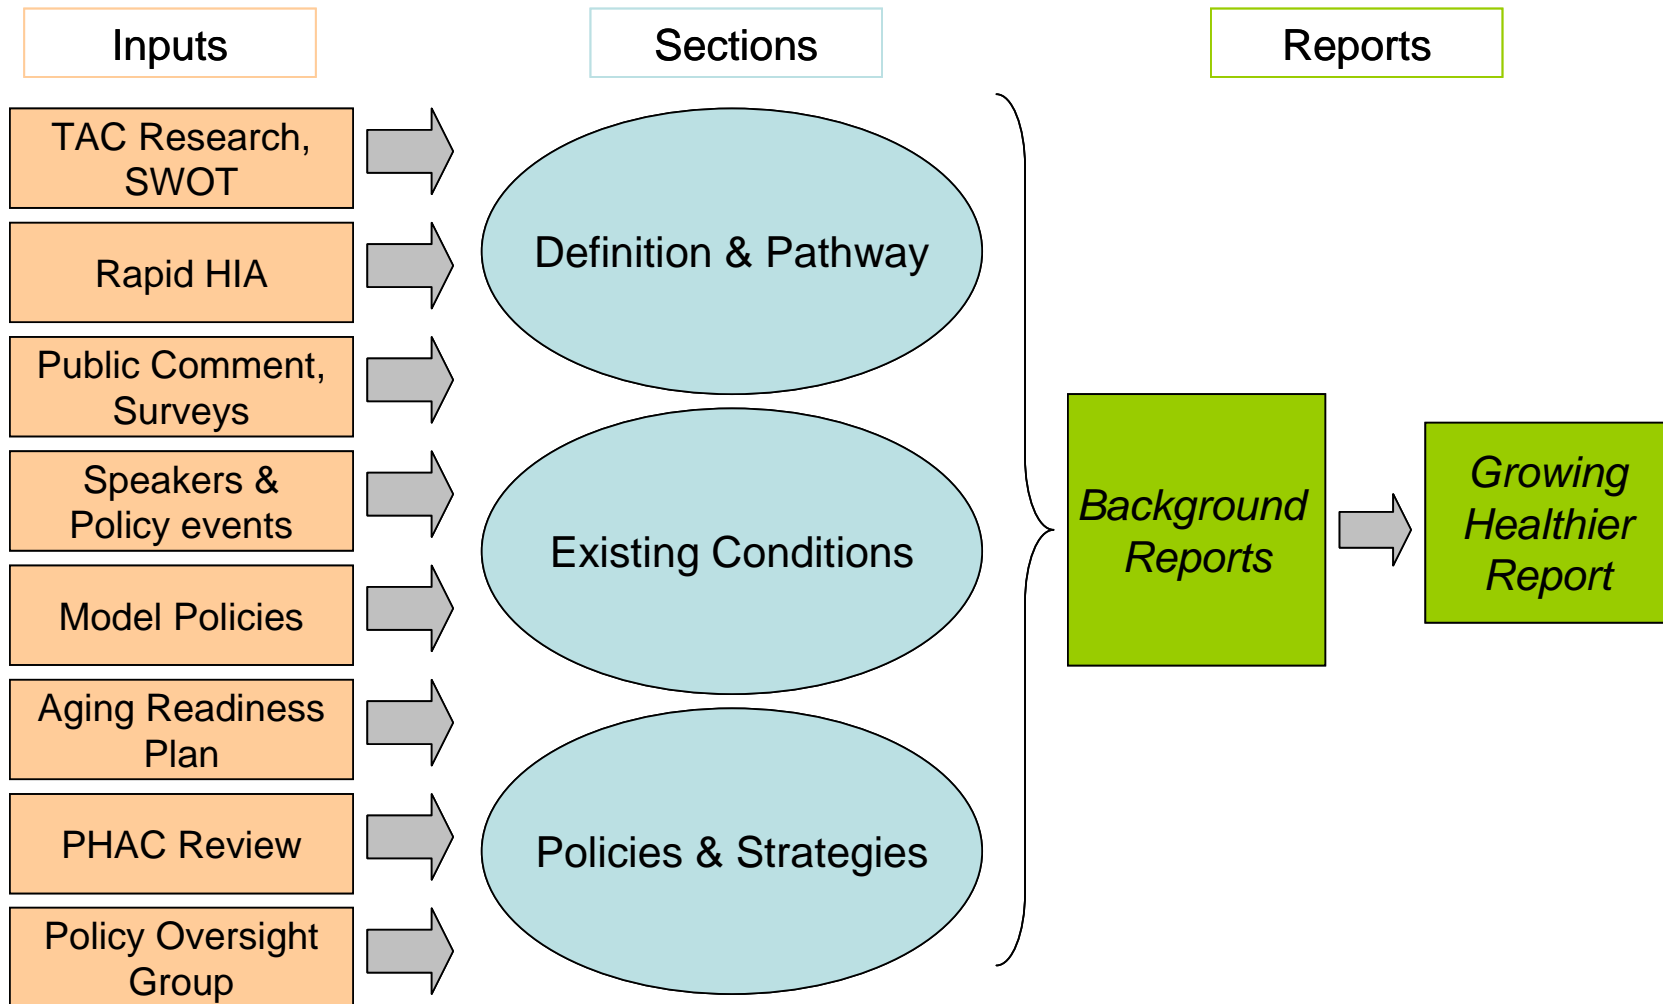 Inputs
Sections
Reports
TAC Research,
SWOT
Rapid HIA
Public Comment,
Surveys
Speakers &
Policy events
Model Policies
Aging Readiness
Plan
PHAC Review
Policy Oversight
Group
Definition & Pathway
Existing Conditions
Policies & Strategies
Background
Reports
Growing
Healthier
Report